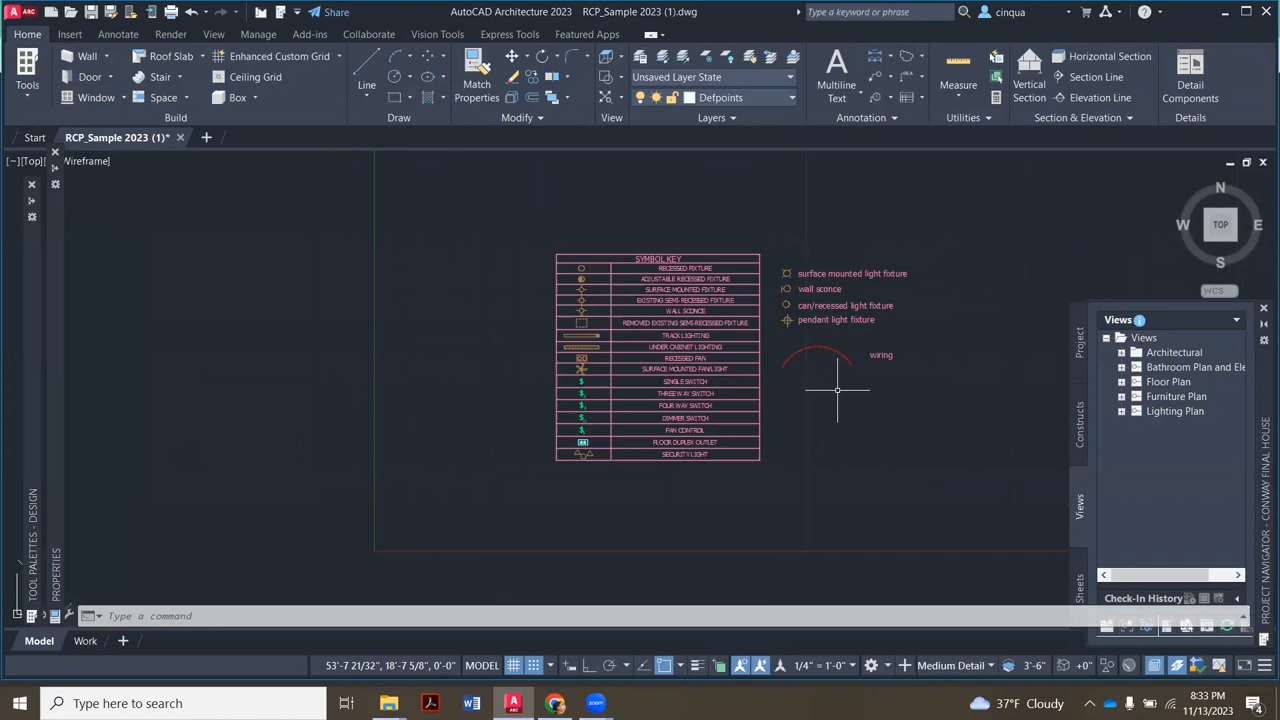 ARC
Share
AutoCAD Architecture 2023 RCP_Sample 2023 (1).dwg
Type a keyword or phrase
cinqua
Home Insert Annotate Render View Manage Add-ins Collaborate Vision Tools Express Tools Featured Apps
Tools
Wall
Door
Window
Roof Slab
Stair
Space
Enhanced Custom Grid
Ceiling Grid
Box
Line
Match
Properties
Unsaved Layer State
Defpoints
Multiline
Text
Measure
Vertical
Section
Horizontal Section
Section Line
Elevation Line
Detail
Components
Build Draw Modify View Layers Annotation Utilities Section & Elevation Details
Start RCP_Sample 2023 (1)*
[−][Top][ Wireframe]
N
W TOP E
S
WCS
SYMBOL KEY
RECESSED FIXTURE
ADJUSTABLE RECESSED FIXTURE
SURFACE MOUNTED FIXTURE
EXISTING SEMI-RECESSED FIXTURE
WALL SCONCE
REMOVED EXISTING SEMI-RECESSED FIXTURE
TRACK LIGHTING
UNDER CABINET LIGHTING
RECESSED FAN
SURFACE MOUNTED FAN/LIGHT
SINGLE SWITCH
THREE WAY SWITCH
FOUR WAY SWITCH
DIMMER SWITCH
FAN CONTROL
FLOOR DUPLEX OUTLET
SECURITY LIGHT
surface mounted light fixture
wall sconce
can/recessed light fixture
pendant light fixture
wiring
Views
Views
Architectural
Bathroom Plan and Ele
Floor Plan
Furniture Plan
Lighting Plan
Project
Constructs
Views
Sheets
Check-In History
PROJECT NAVIGATOR - CONWAY FINAL HOUSE
TOOL PALETTES - DESIGN
PROPERTIES
Type a command
Model Work
53'-7 21/32", 18'-7 5/8", 0'-0" MODEL 1/4" = 1'-0" Medium Detail 3'-6" +0"
Type here to search
zoom
37°F Cloudy
8:33 PM
11/13/2023
4